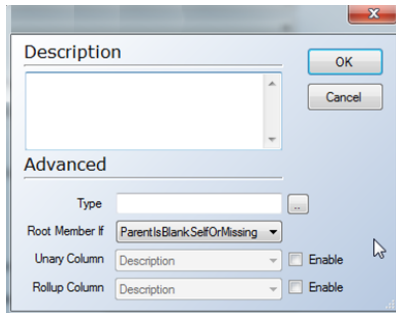 Description
OK
Cancel
Advanced
Type
..
Root Member If ParentIsBlankSelfOrMissing
Unary Column Description Enable
Rollup Column Description Enable